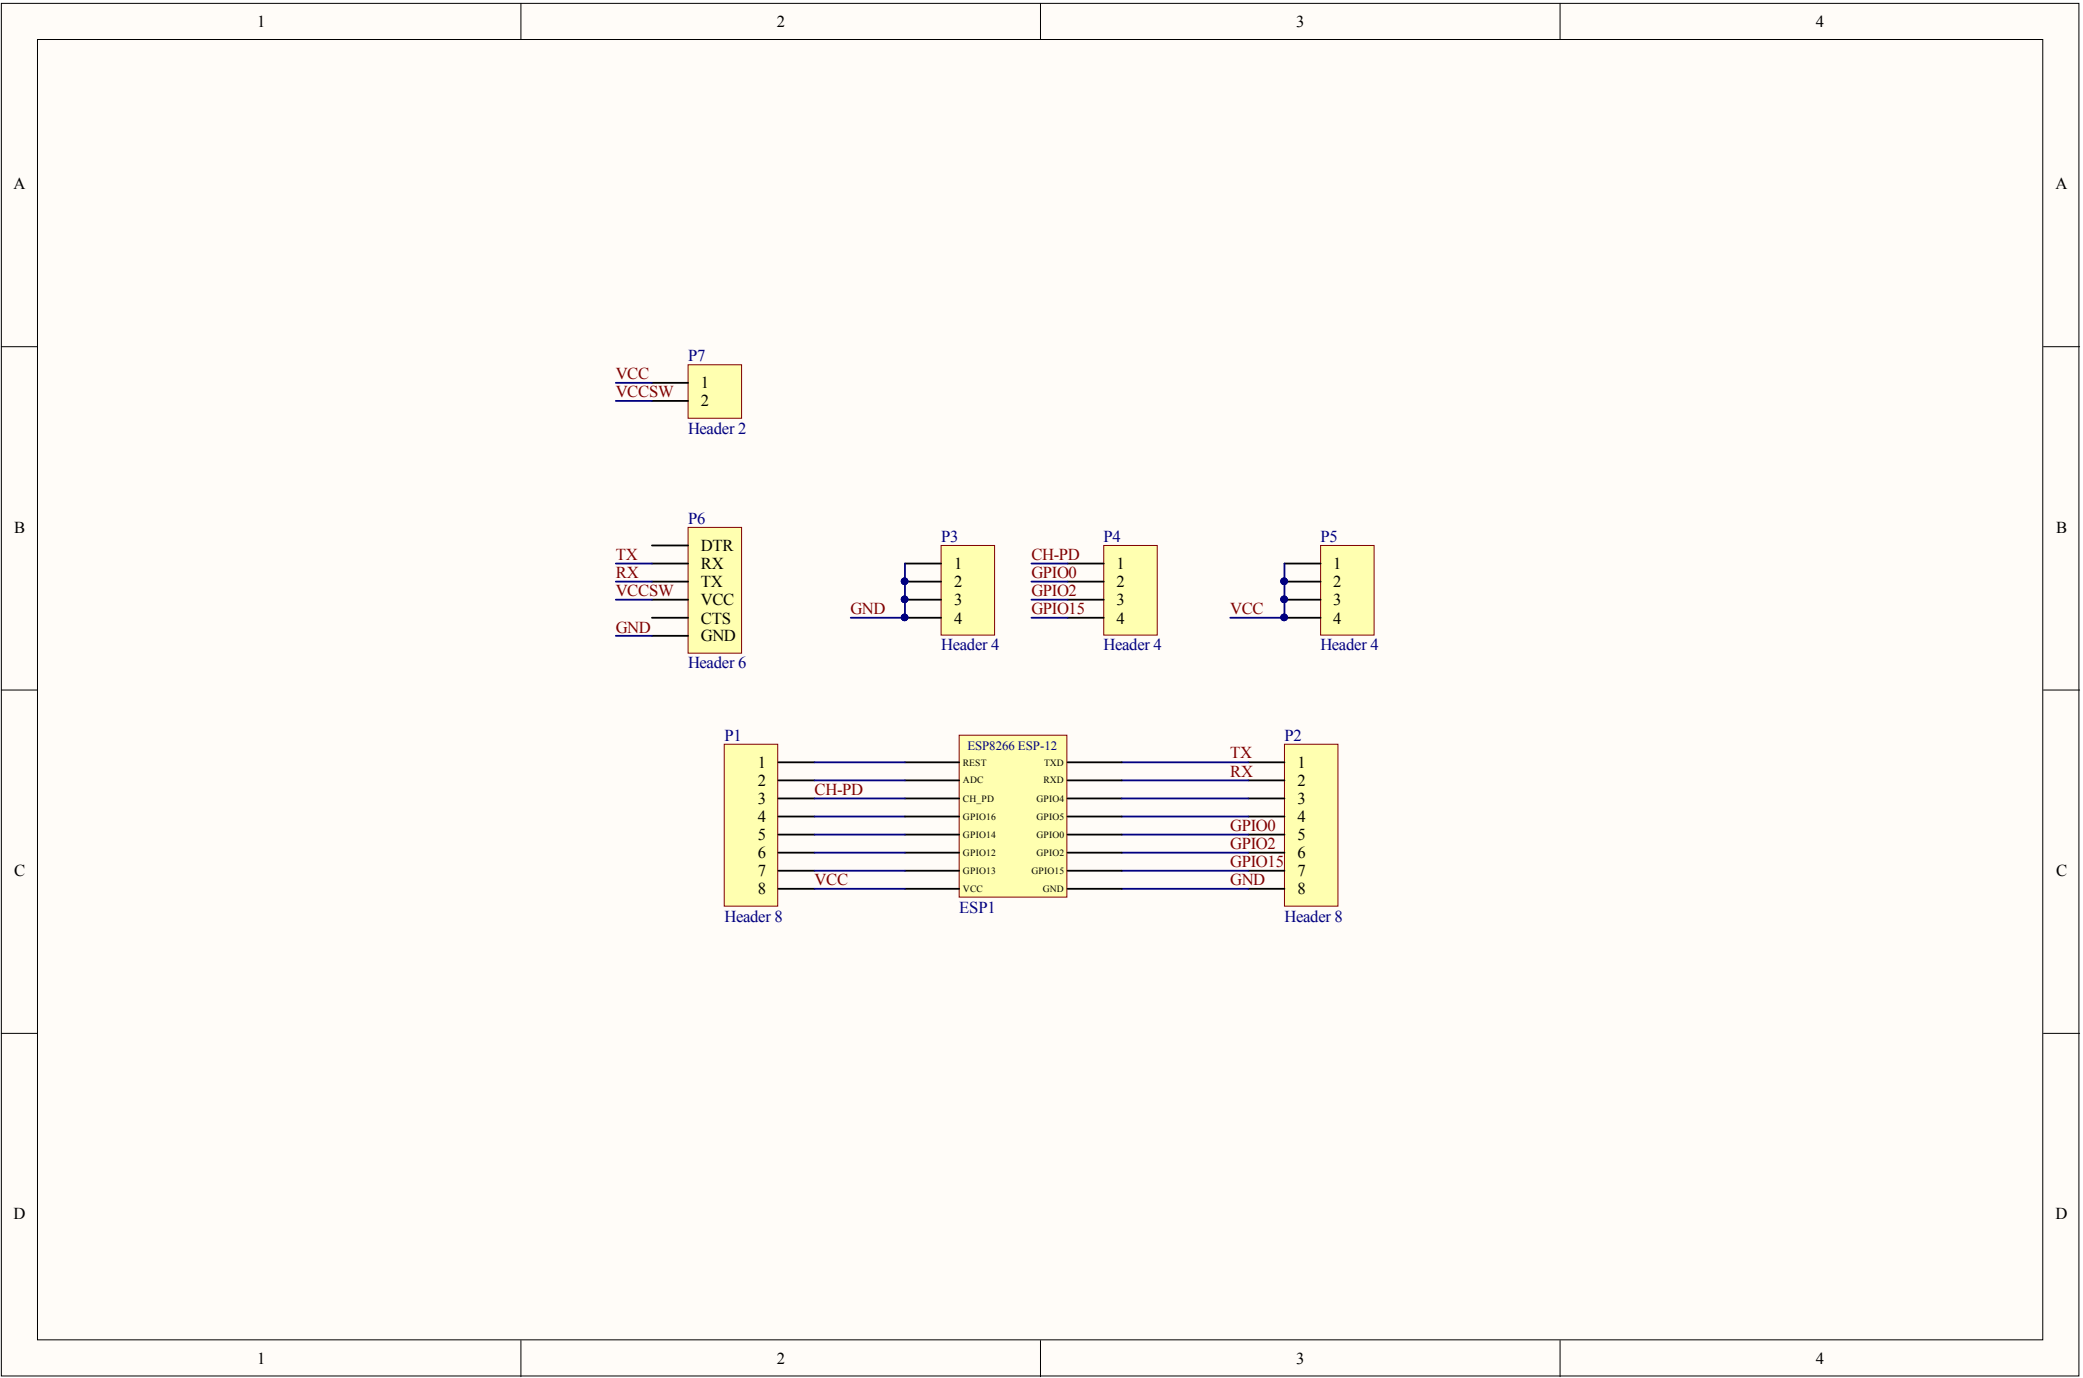 1 2 3 4
A A
P7
VCC 1
VCCSW 2
Header 2
B B
P6
DTR
TX RX
RX TX
VCCSW VCC
CTS
GND GND
Header 6
P3
1
2
3
GND 4
Header 4
P4
CH-PD 1
GPIO0 2
GPIO2 3
GPIO15 4
Header 4
P5
1
2
3
VCC 4
Header 4
C C
P1
1
2
3 CH-PD
4
5
6
7
8 VCC
Header 8
ESP8266 ESP-12
REST TXD
ADC RXD
CH_PD GPIO4
GPIO16 GPIO5
GPIO14 GPIO0
GPIO12 GPIO2
GPIO13 GPIO15
VCC GND
ESP1
P2
TX 1
RX 2
3
4
GPIO0 5
GPIO2 6
GPIO15 7
GND 8
Header 8
D D
1 2 3 4